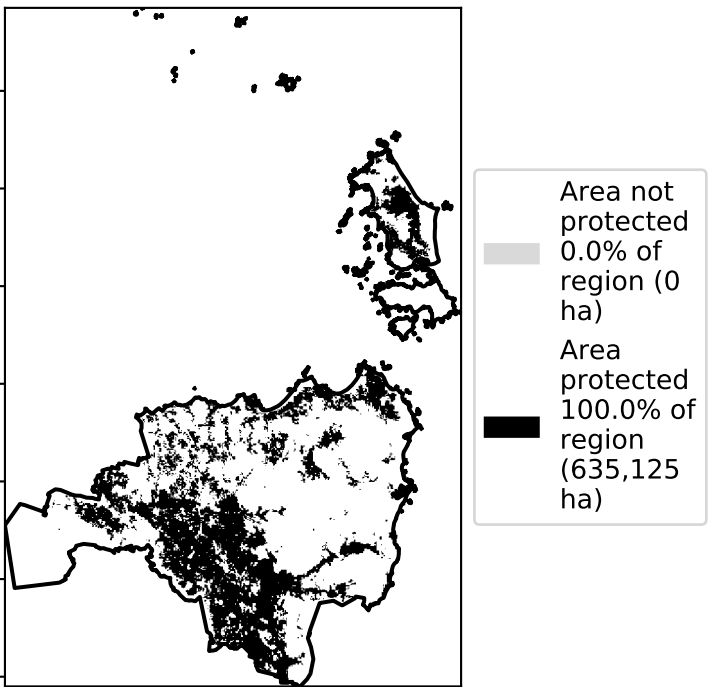 Area not
protected
0.0% of
region (0
ha)
Area
protected
100.0% of
region
(635,125
ha)